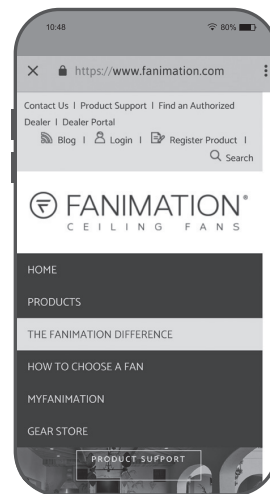 10:48 80%
https://www.fanimation.com
Contact Us | Product Support | Find an Authorized
Dealer | Dealer Portal
Blog | Login | Register Product |
Search
FANIMATION®
CEILING FANS
HOME
PRODUCTS
THE FANIMATION DIFFERENCE
HOW TO CHOOSE A FAN
MYFANIMATION
GEAR STORE
PRODUCT SUPPORT